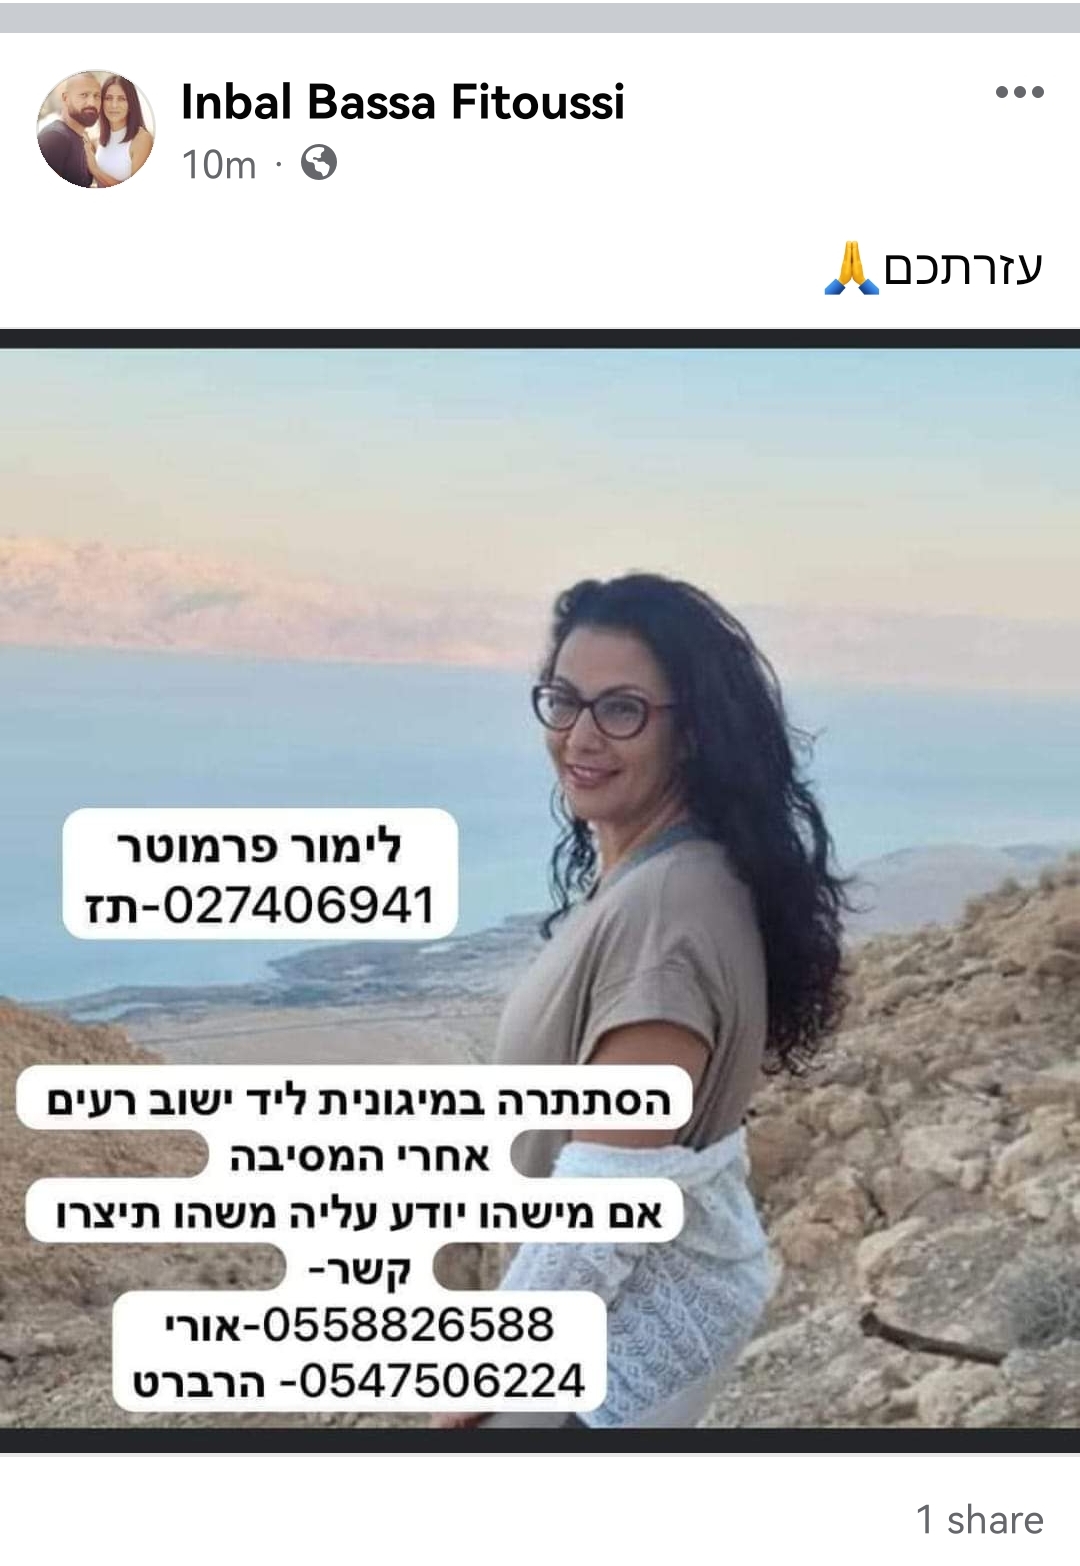 Inbal Bassa Fitoussi
10m ·
עזרתכם🙏
לימור פרמוטר
תז-027406941
הסתתרה במיגונית ליד ישוב רעים
אחרי המסיבה
אם מישהו יודע עליה משהו תיצרו
קשר-
אורי-0558826588
הרברט -0547506224
1 share